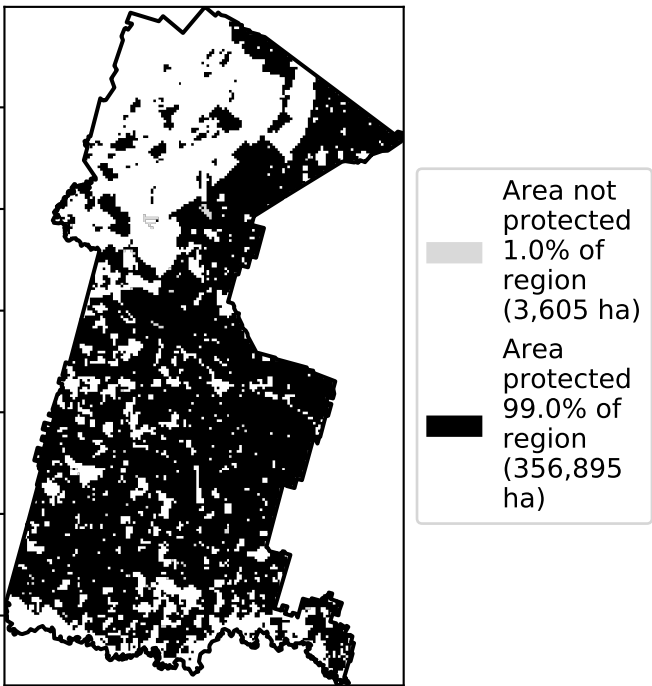 Area not
protected
1.0% of
region
(3,605 ha)
Area
protected
99.0% of
region
(356,895
ha)